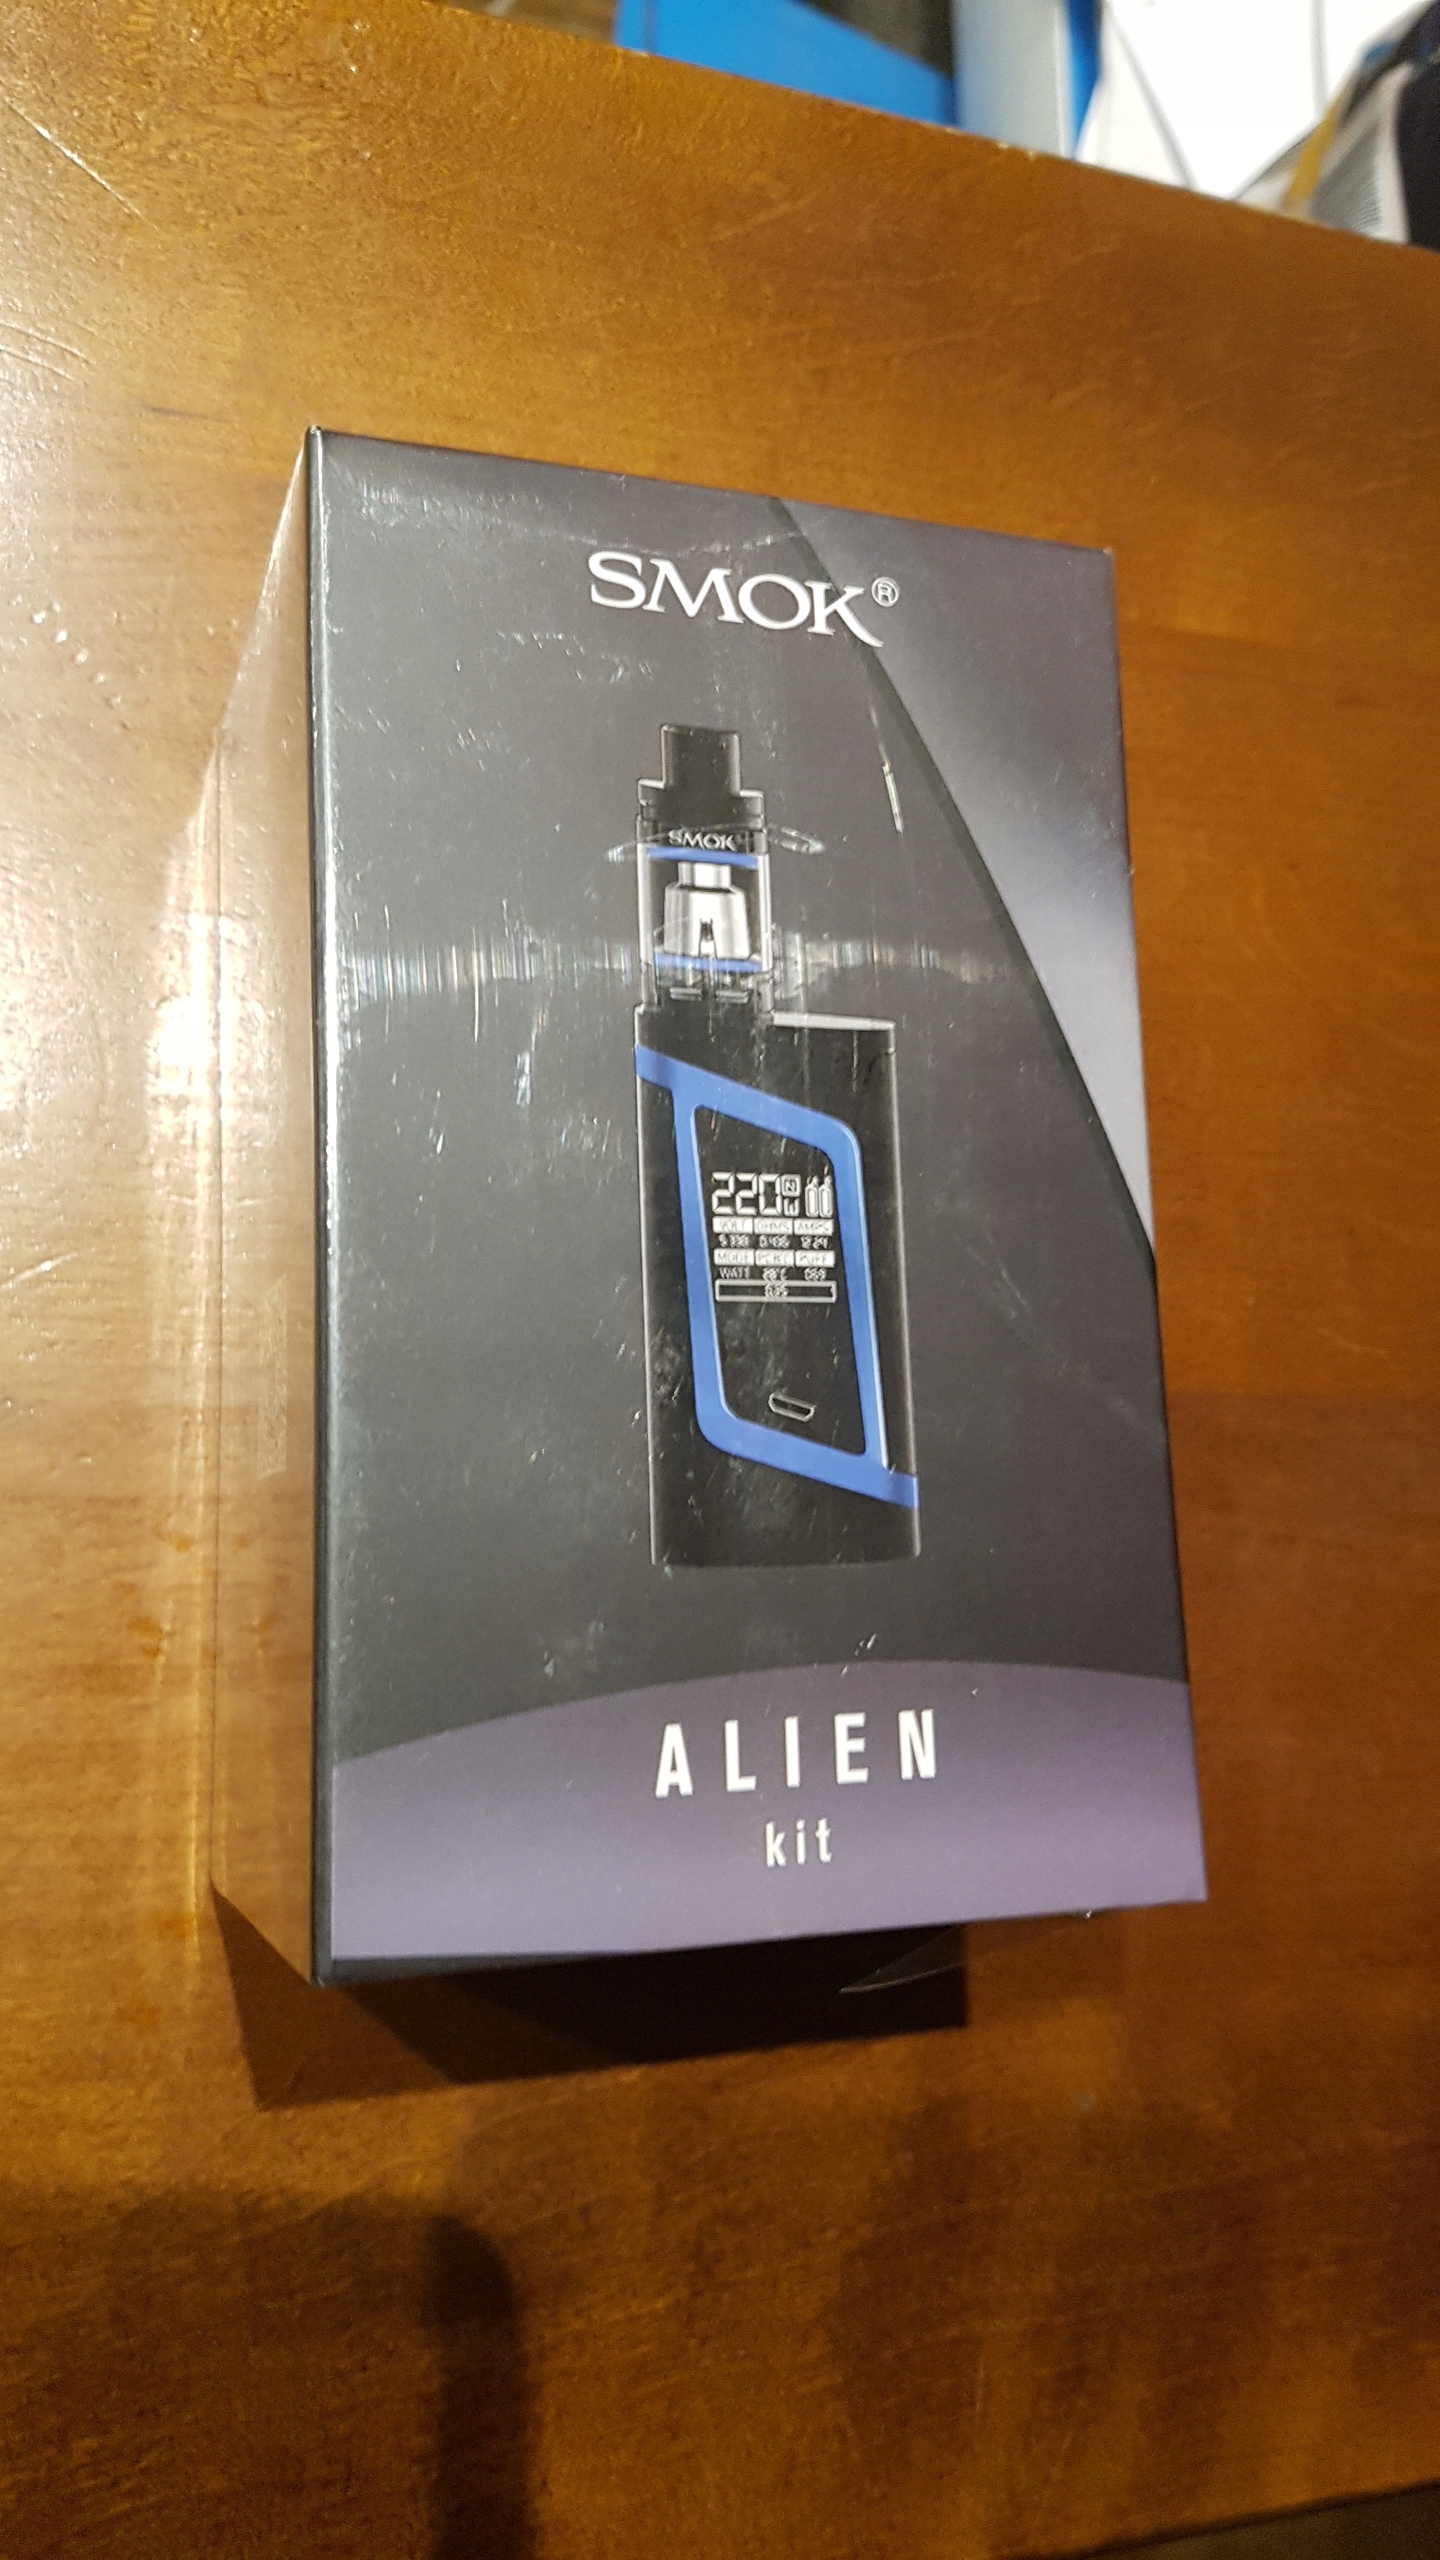 SMOK®
SMOK
220 W
VOLT OHMS AMPS
MODE PUFF
WATT
ALIEN
kit